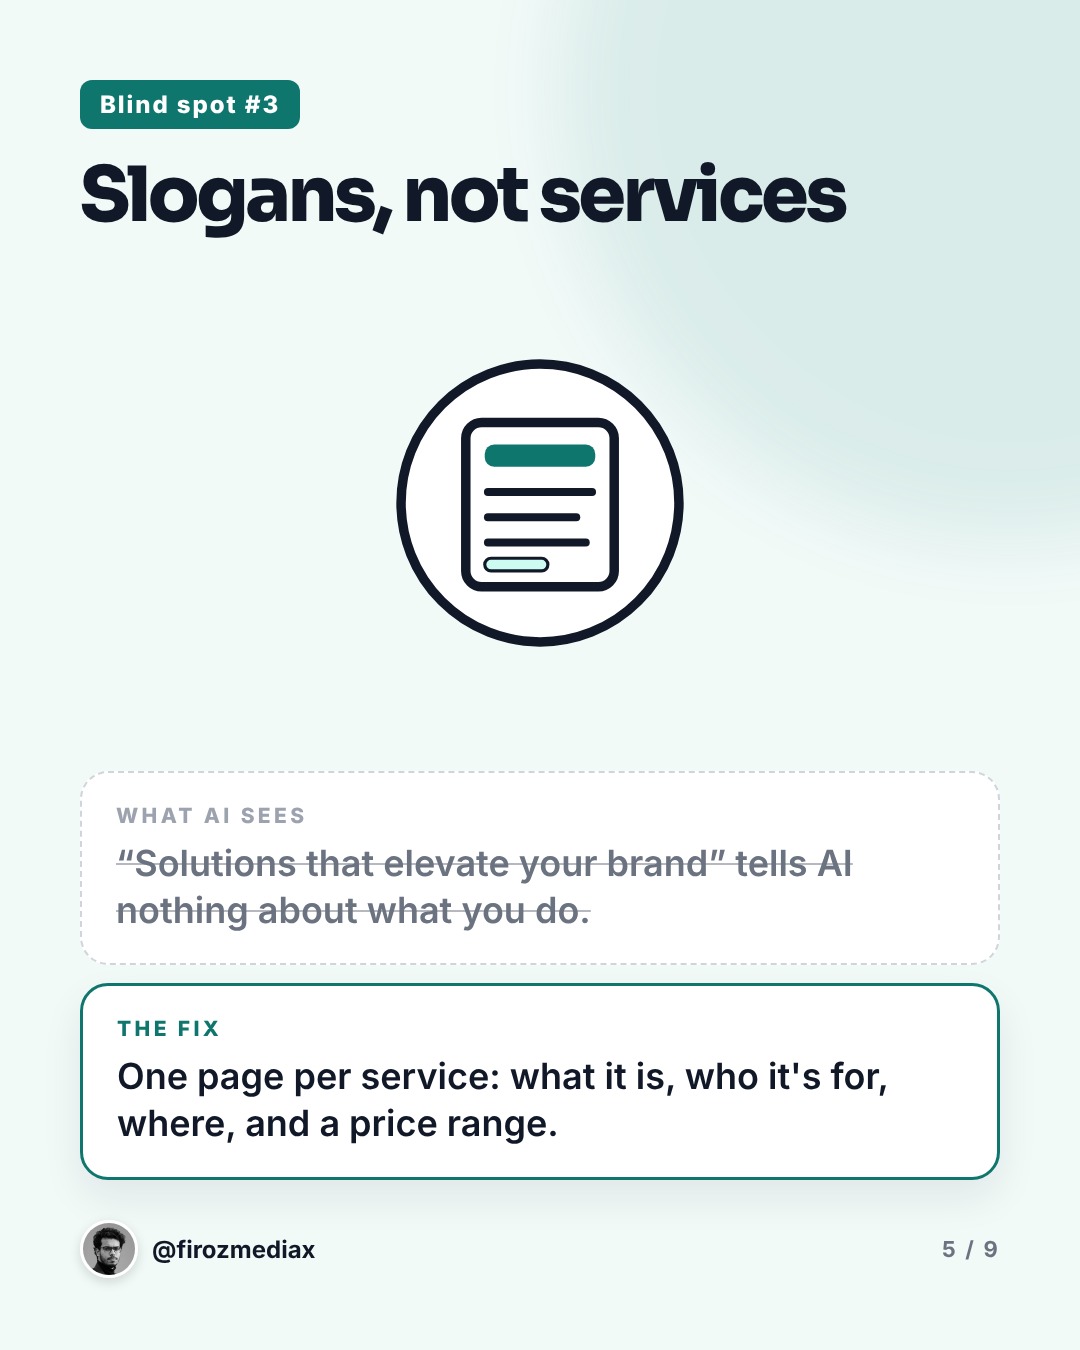 Blind spot #3
Slogans, not services
WHAT AI SEES
“Solutions that elevate your brand” tells AI
nothing about what you do.
THE FIX
One page per service: what it is, who it's for,
where, and a price range.
@firozmediax
5 / 9